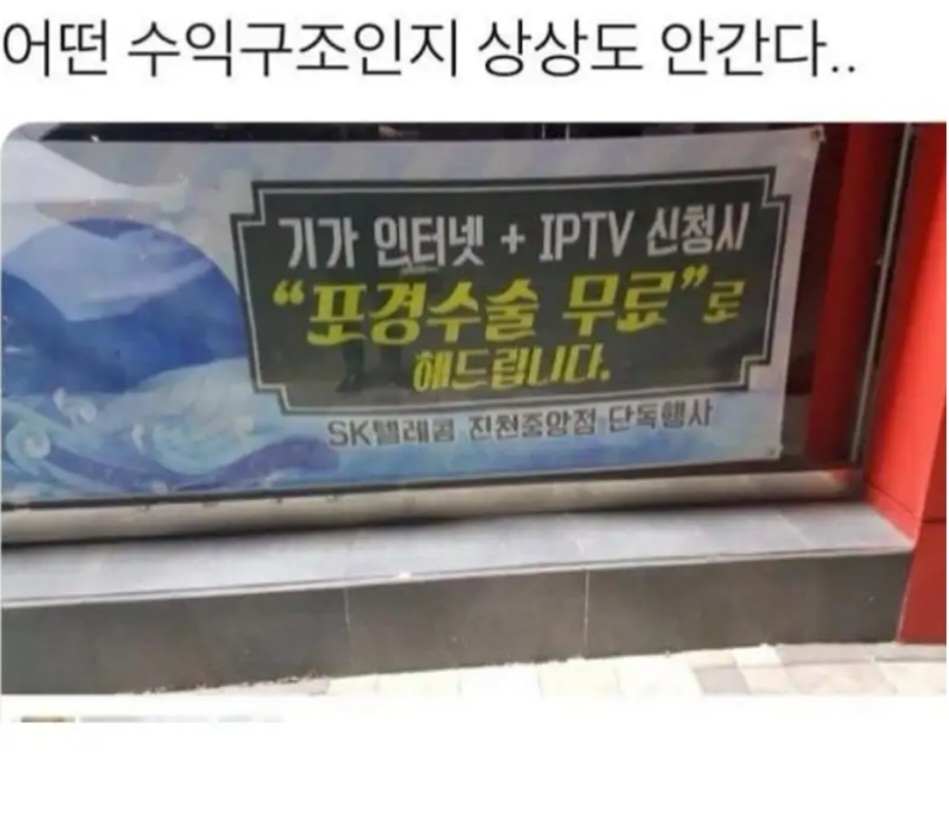 어떤 수익구조인지 상상도 안간다..
기가 인터넷 + IPTV 신청시
“포경수술 무료”로
해드립니다.
SK텔레콤 진천중앙점 단독행사